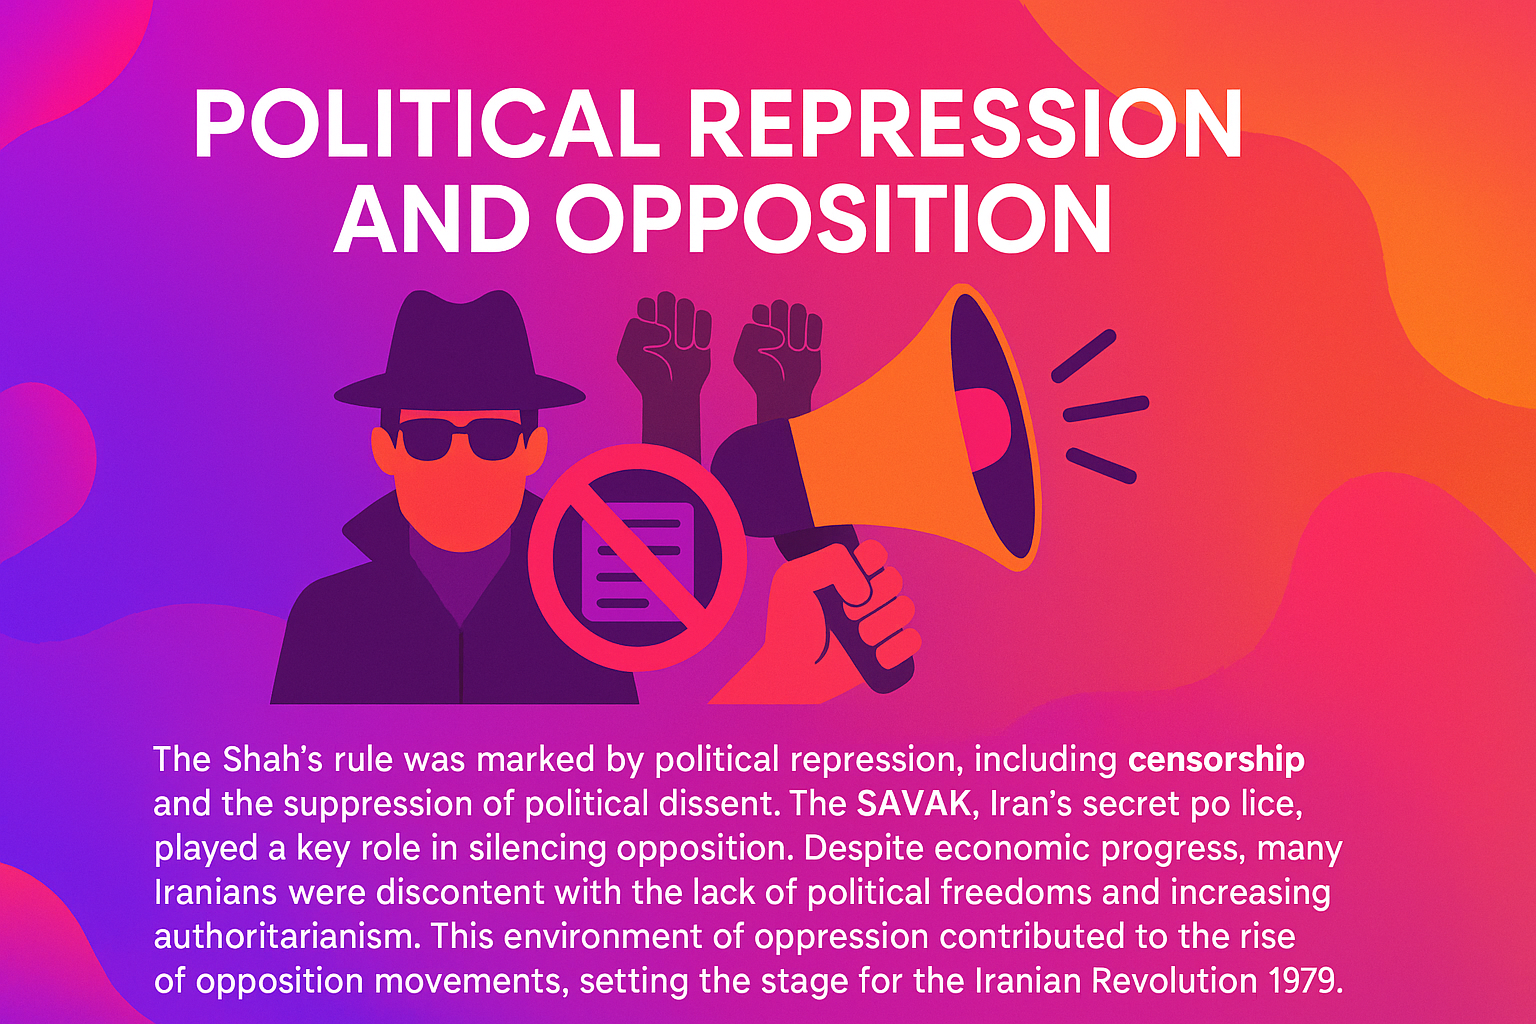 POLITICAL REPRESSION
AND OPPOSITION
The Shah's rule was marked by political repression, including censorship
and the suppression of political dissent. The SAVAK, Iran's secret po lice,
played a key role in silencing opposition. Despite economic progress, many
Iranians were discontent with the lack of political freedoms and increasing
authoritarianism. This environment of oppression contributed to the rise
of opposition movements, setting the stage for the Iranian Revolution 1979.